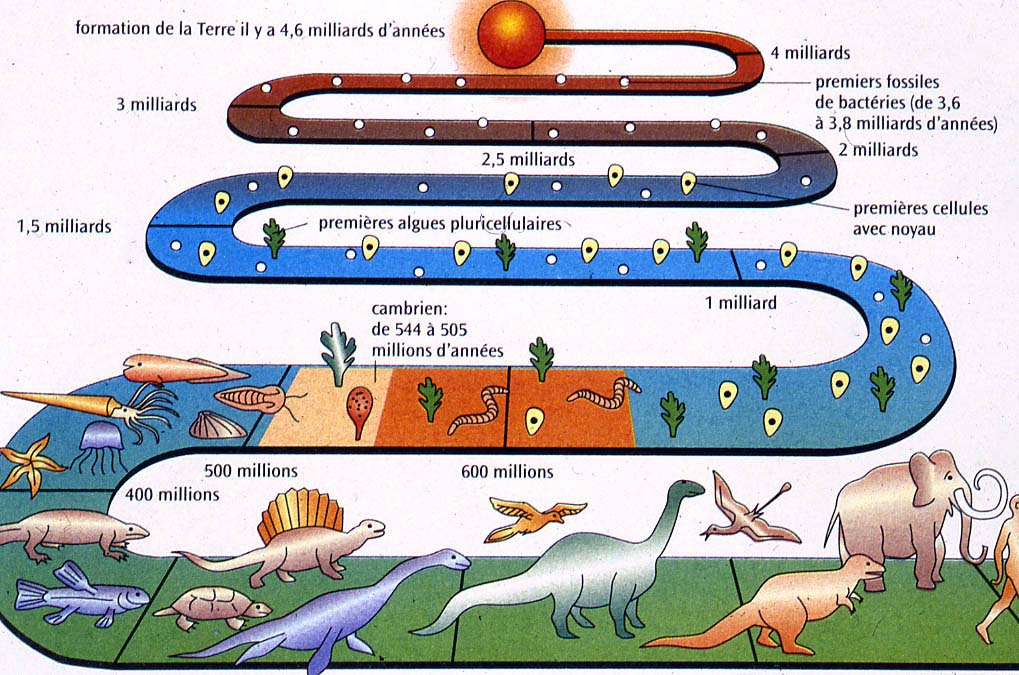 formation de la Terre il y a 4,6 milliards d'années
4 milliards
premiers fossiles
de bactéries (de 3,6
à 3,8 milliards d'années)
3 milliards
2,5 milliards
2 milliards
premières cellules
avec noyau
1,5 milliards
premières algues pluricellulaires
1 milliard
cambrien:
de 544 à 505
millions d'années
500 millions
600 millions
400 millions